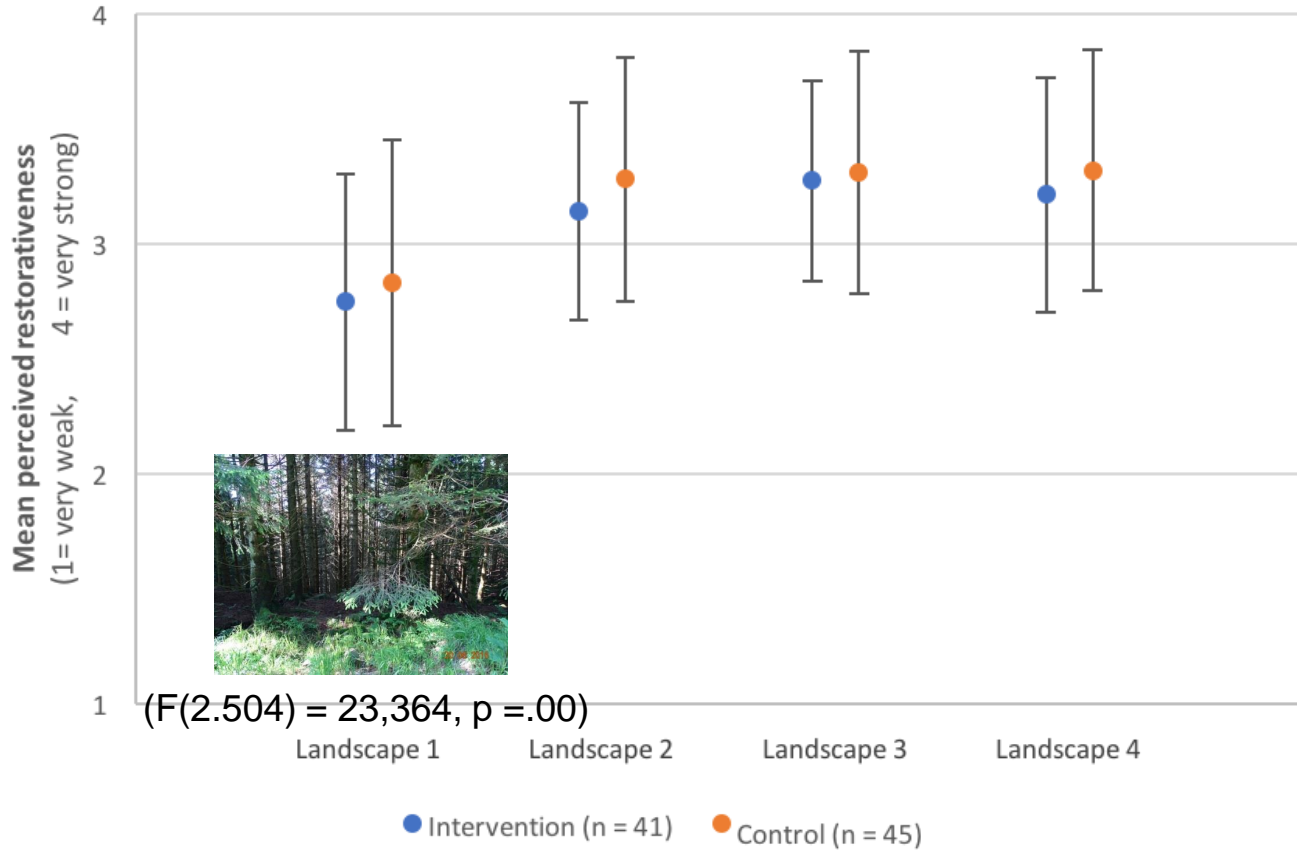 4
3
2
1
Mean perceived restorativeness
(1= very weak, 4 = very strong)
(F(2.504) = 23,364, p =.00)
Landscape 1 Landscape 2 Landscape 3 Landscape 4
Intervention (n = 41) Control (n = 45)